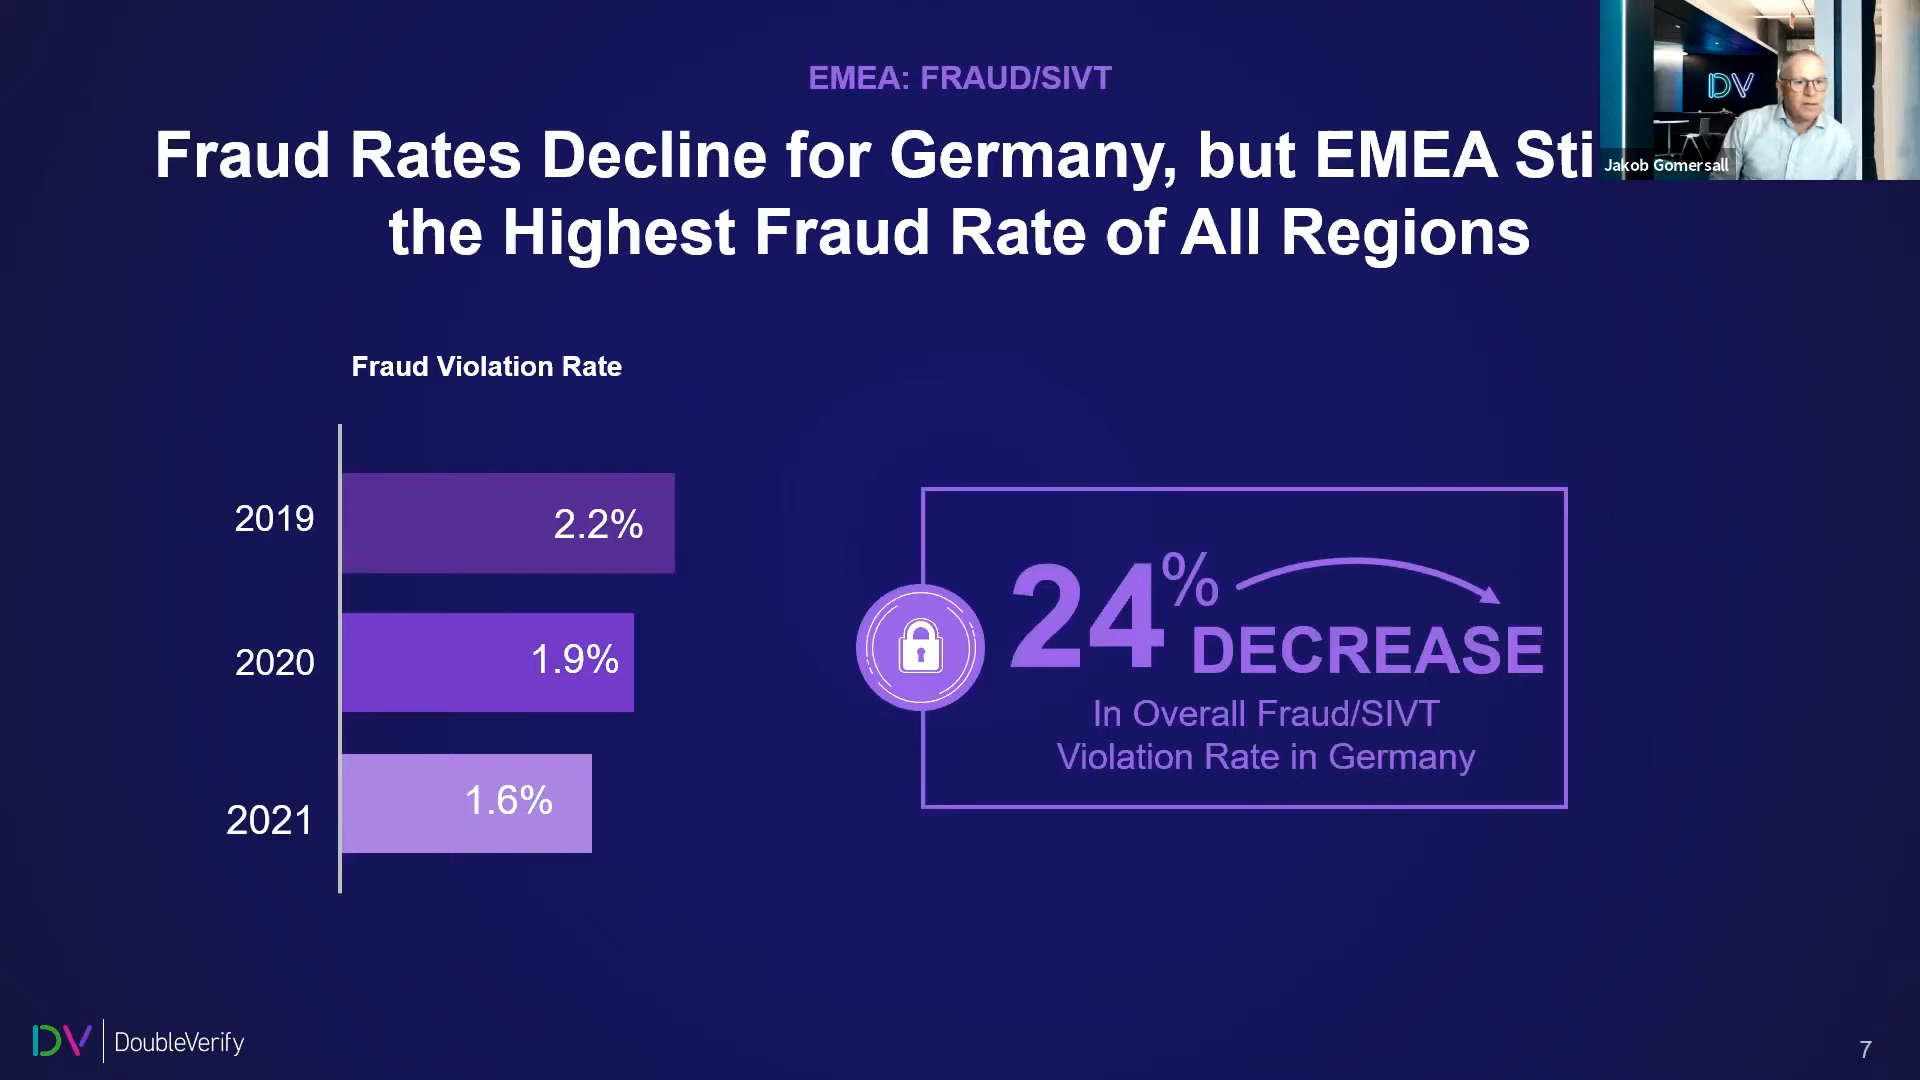 EMEA: FRAUD/SIVT
Fraud Rates Decline for Germany, but EMEA Sti
the Highest Fraud Rate of All Regions
DV
Jakob Gomersall
Fraud Violation Rate
2019
2.2%
2020
1.9%
2021
1.6%
24%
DECREASE
In Overall Fraud/SIVT
Violation Rate in Germany
DV | DoubleVerify
7